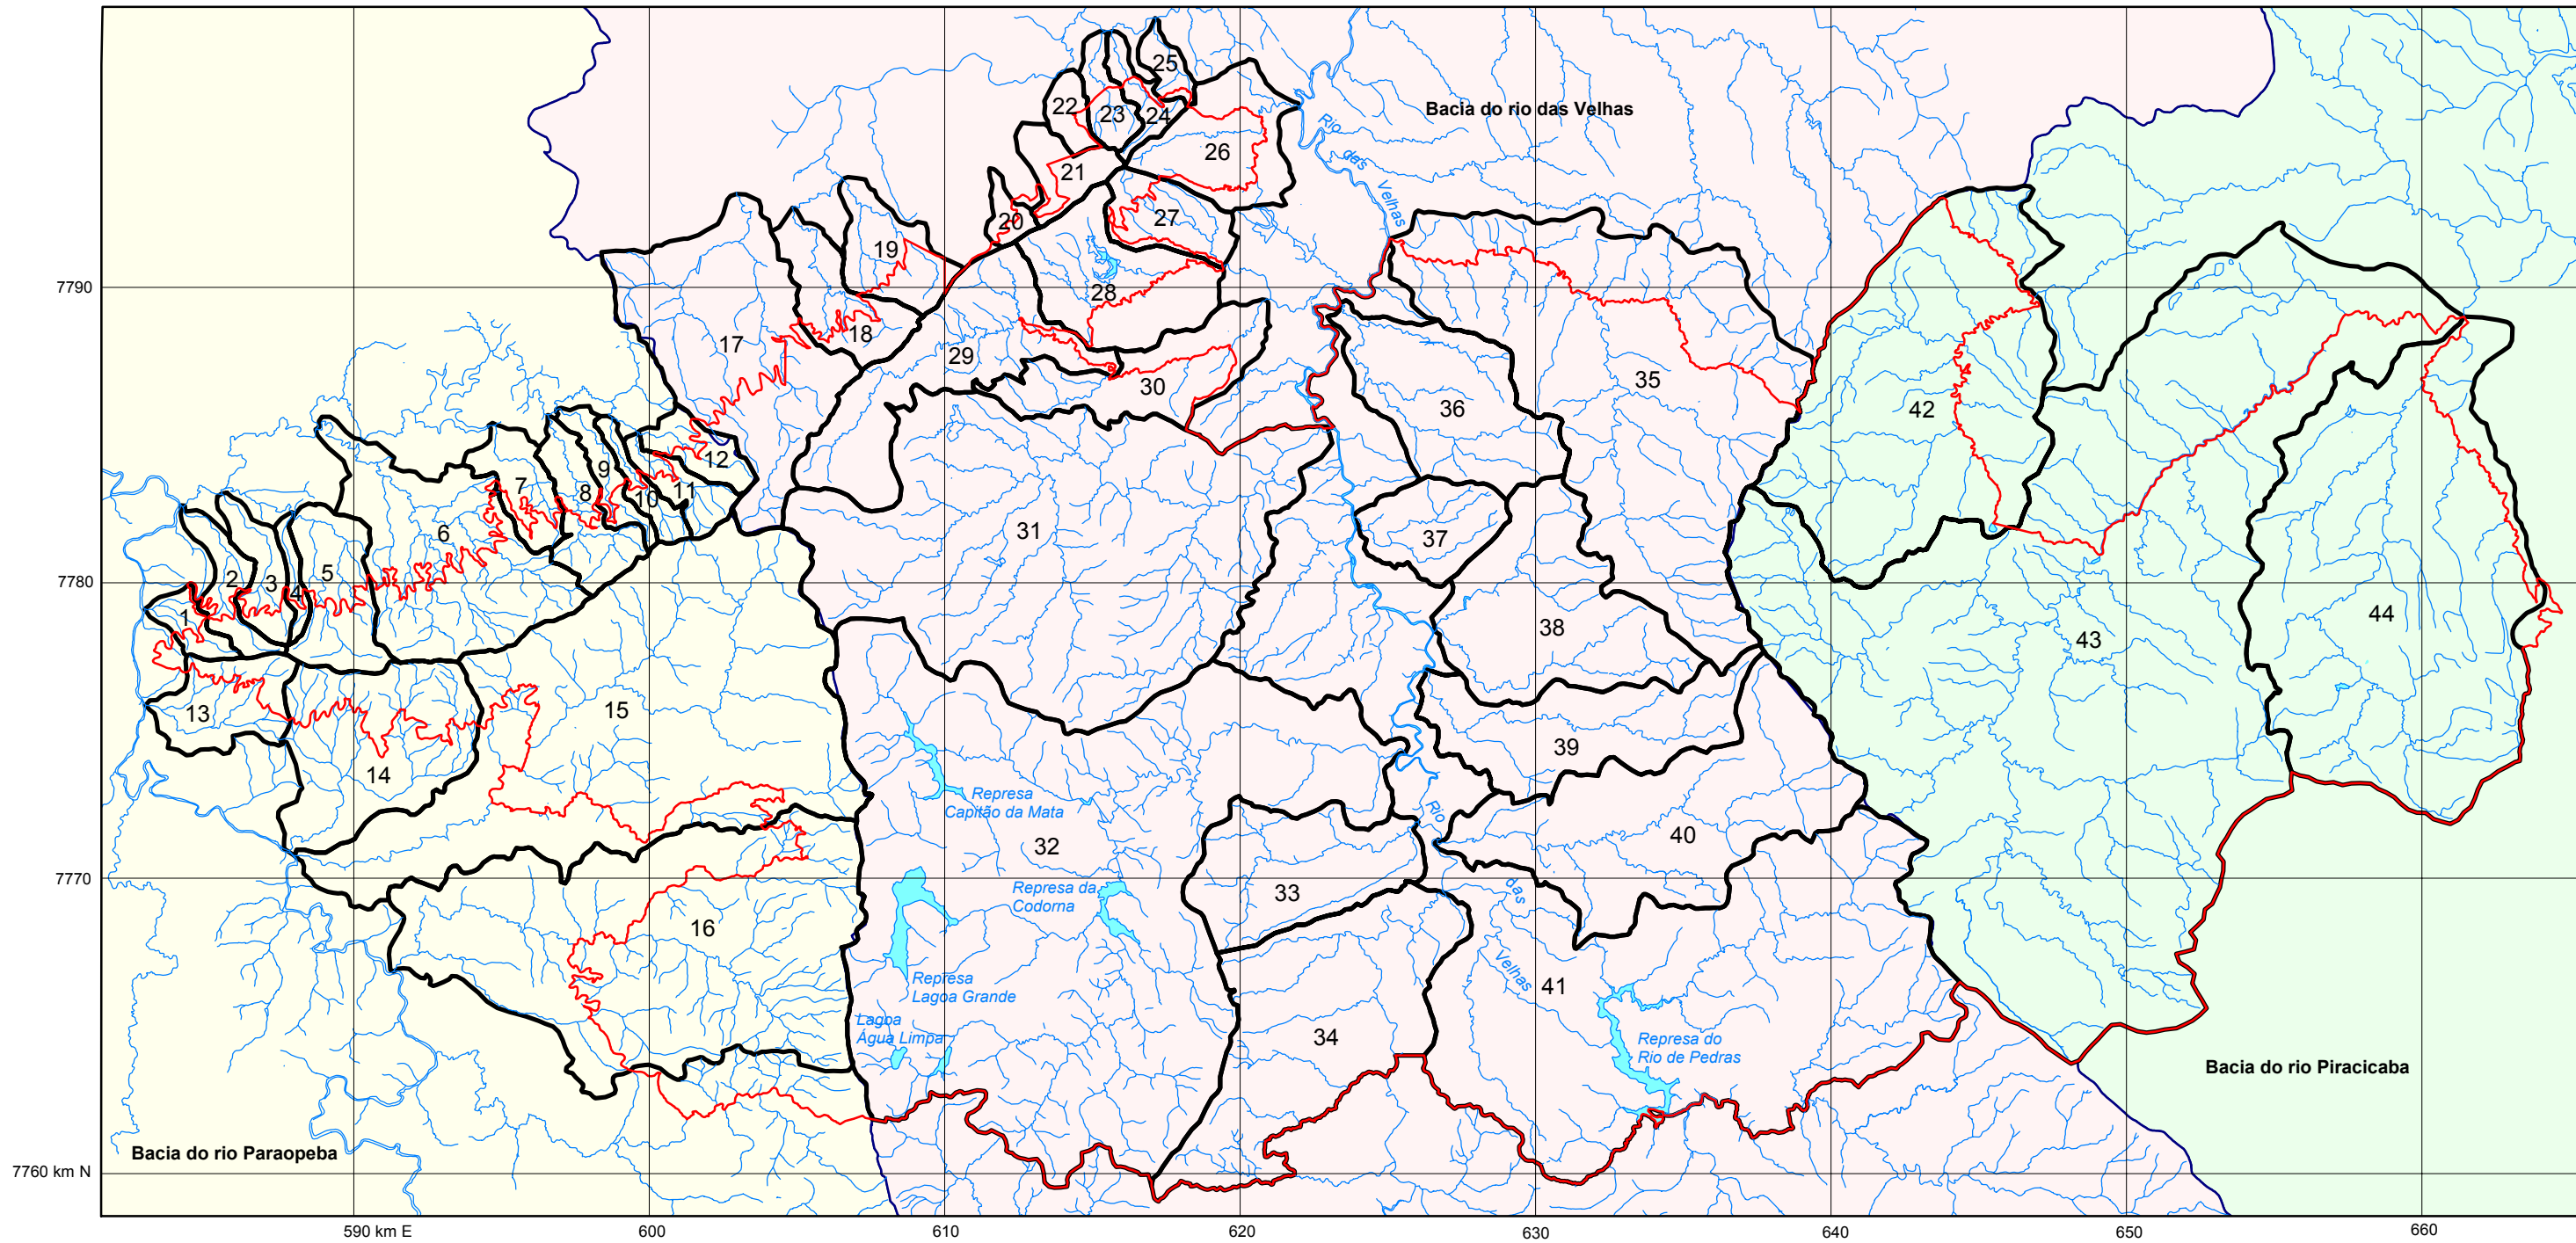 25
22
23
24
Bacia do rio das Velhas
Rio
das
Velhas
26
21
27
20
19
7790
28
17
18
29
30
35
36
42
12
9
7
8
10
11
6
31
37
5
2
3
4
1
38
43
44
15
13
39
14
Represa
Capitão da Mata
Rio
40
32
Represa da
Codorna
33
das
16
Velhas
41
Represa
Lagoa Grande
Lagoa
Água Limpa
34
Represa do
Rio de Pedras
7780
7770
Bacia do rio Piracicaba
Bacia do rio Paraopeba
7760 km N
590 km E
600
610
620
630
640
650
660